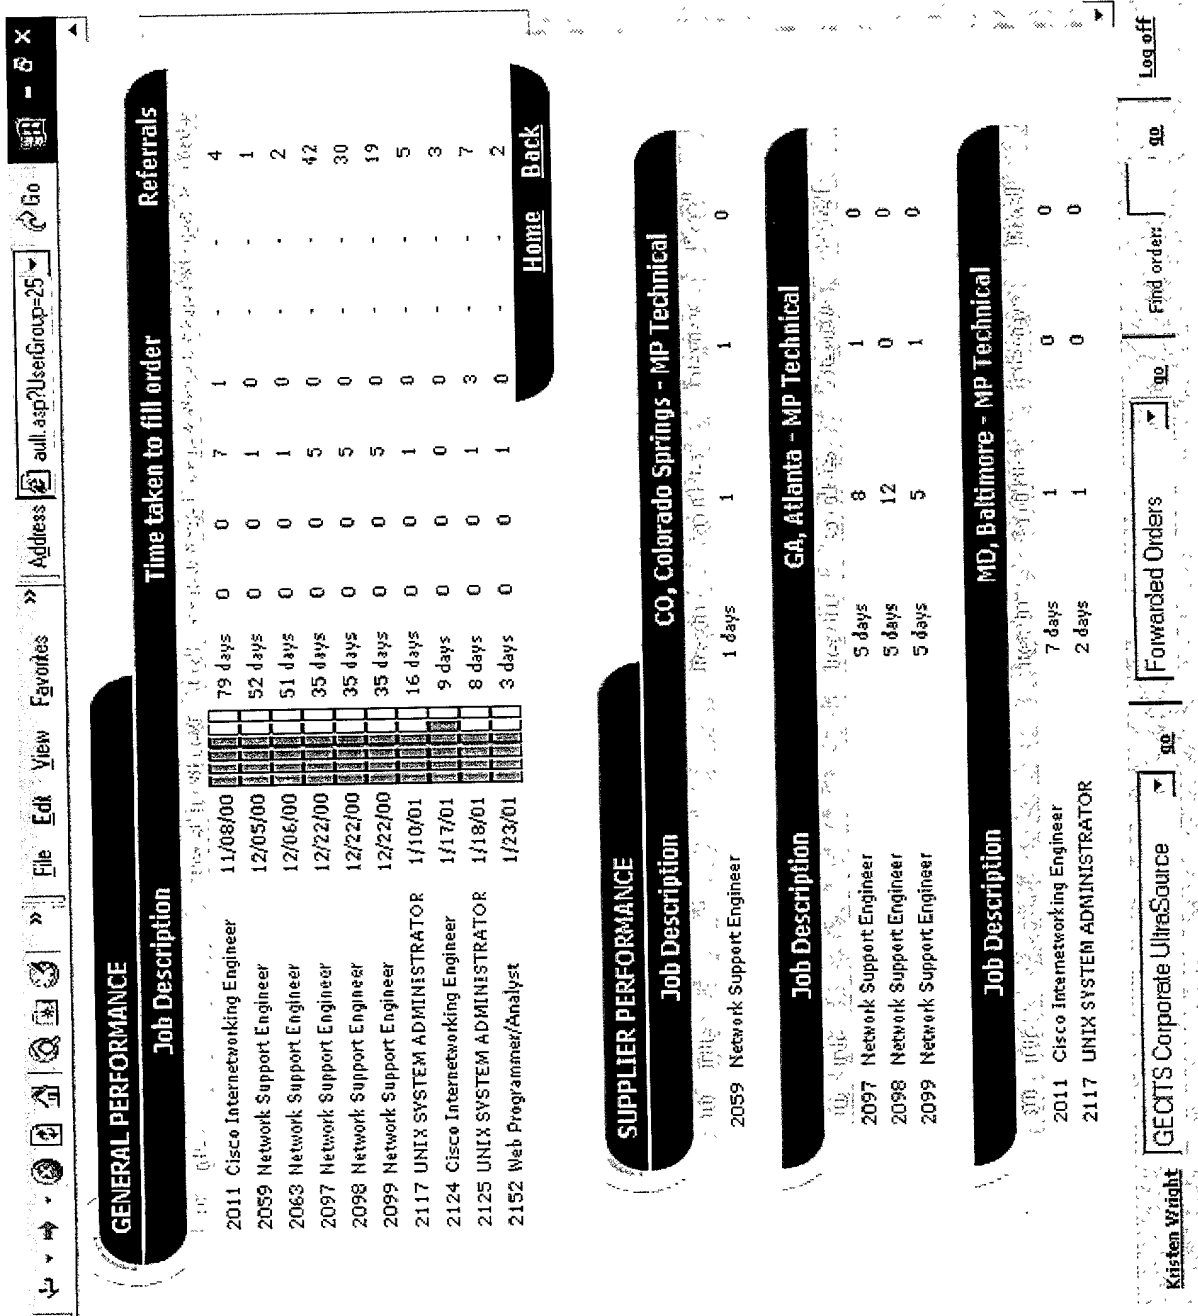 File Edit View Favorites » Address aull.asp?UserGroup=25 Go
GENERAL PERFORMANCE
Job Description Time taken to fill order Referrals
2011 Cisco Internetworking Engineer 11/08/00 79 days 0 0 7 1 - - 4
2059 Network Support Engineer 12/05/00 52 days 0 0 1 0 - - 1
2063 Network Support Engineer 12/06/00 51 days 0 0 1 0 - - 2
2097 Network Support Engineer 12/22/00 35 days 0 0 5 0 - - 42
2098 Network Support Engineer 12/22/00 35 days 0 0 5 0 - - 30
2099 Network Support Engineer 12/22/00 35 days 0 0 5 0 - - 19
2117 UNIX SYSTEM ADMINISTRATOR 1/10/01 16 days 0 0 1 0 - - 5
2124 Cisco Internetworking Engineer 1/17/01 9 days 0 0 0 0 - - 3
2125 UNIX SYSTEM ADMINISTRATOR 1/18/01 8 days 0 0 1 3 - - 7
2152 Web Programmer/Analyst 1/23/01 3 days 0 0 1 0 - - 2
Home Back
SUPPLIER PERFORMANCE
Job Description CO, Colorado Springs - MP Technical
2059 Network Support Engineer 1 days 1 1 0
Job Description GA, Atlanta - MP Technical
2097 Network Support Engineer 5 days 8 1 0
2098 Network Support Engineer 5 days 12 0 0
2099 Network Support Engineer 5 days 5 1 0
Job Description MD, Baltimore - MP Technical
2011 Cisco Internetworking Engineer 7 days 1 0 0
2117 UNIX SYSTEM ADMINISTRATOR 2 days 1 0 0
Kristen Wright GECITS Corporate UltraSource go Forwarded Orders go Find order: go Log off